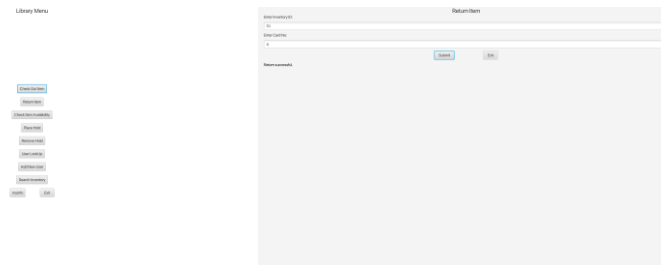 Library Menu
Check Out Item
Return Item
Check Item Availability
Place Hold
Remove Hold
User Lookup
Add New User
Search Inventory
Exit
Return Item
Enter Inventory ID:
10
Enter Card No:
Submit
Exit
Return successful.